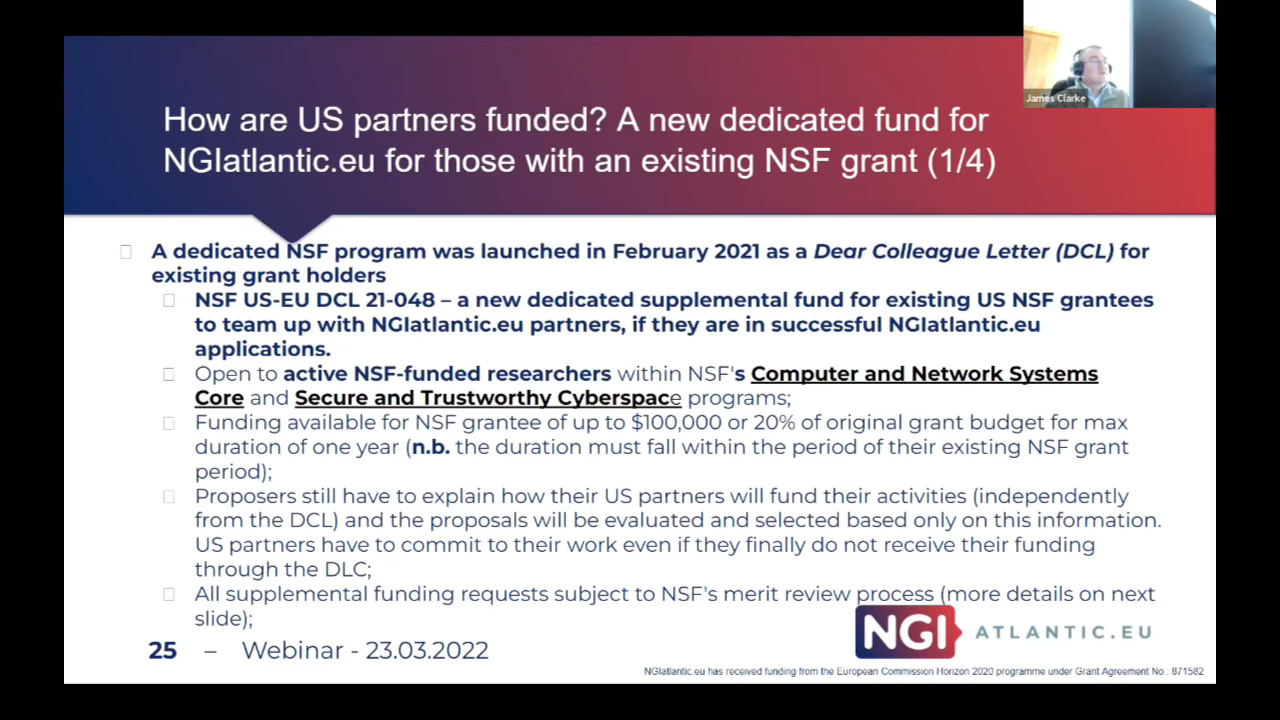 James Clarke
How are US partners funded? A new dedicated fund for
NGIatlantic.eu for those with an existing NSF grant (1/4)
A dedicated NSF program was launched in February 2021 as a Dear Colleague Letter (DCL) for
existing grant holders
NSF US-EU DCL 21-048 – a new dedicated supplemental fund for existing US NSF grantees
to team up with NGIatlantic.eu partners, if they are in successful NGIatlantic.eu
applications.
Open to active NSF-funded researchers within NSF's Computer and Network Systems
Core and Secure and Trustworthy Cyberspace programs;
Funding available for NSF grantee of up to $100,000 or 20% of original grant budget for max
duration of one year (n.b. the duration must fall within the period of their existing NSF grant
period);
Proposers still have to explain how their US partners will fund their activities (independently
from the DCL) and the proposals will be evaluated and selected based only on this information.
US partners have to commit to their work even if they finally do not receive their funding
through the DLC;
All supplemental funding requests subject to NSF's merit review process (more details on next
slide);
25 – Webinar - 23.03.2022
NGI ATLANTIC.EU
NGIatlantic.eu has received funding from the European Commission Horizon 2020 programme under Grant Agreement No.: 871582